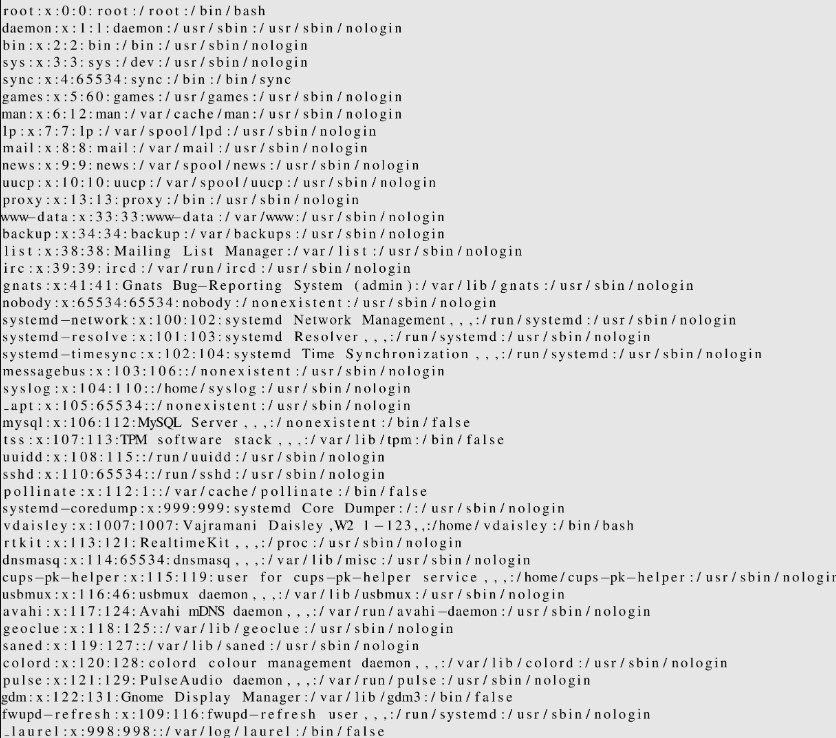 root:x:0:0:root:/root:/bin/bash
daemon:x:1:1:daemon:/usr/sbin:/usr/sbin/nologin
bin:x:2:2:bin:/bin:/usr/sbin/nologin
sys:x:3:3:sys:/dev:/usr/sbin/nologin
sync:x:4:65534:sync:/bin:/bin/sync
games:x:5:60:games:/usr/games:/usr/sbin/nologin
man:x:6:12:man:/var/cache/man:/usr/sbin/nologin
lp:x:7:7:lp:/var/spool/lpd:/usr/sbin/nologin
mail:x:8:8:mail:/var/mail:/usr/sbin/nologin
news:x:9:9:news:/var/spool/news:/usr/sbin/nologin
uucp:x:10:10:uucp:/var/spool/uucp:/usr/sbin/nologin
proxy:x:13:13:proxy:/bin:/usr/sbin/nologin
www-data:x:33:33:www-data:/var/www:/usr/sbin/nologin
backup:x:34:34:backup:/var/backups:/usr/sbin/nologin
list:x:38:38:Mailing List Manager:/var/list:/usr/sbin/nologin
irc:x:39:39:ircd:/var/run/ircd:/usr/sbin/nologin
gnats:x:41:41:Gnats Bug-Reporting System (admin):/var/lib/gnats:/usr/sbin/nologin
nobody:x:65534:65534:nobody:/nonexistent:/usr/sbin/nologin
systemd-network:x:100:102:systemd Network Management,,,:/run/systemd:/usr/sbin/nologin
systemd-resolve:x:101:103:systemd Resolver,,,:/run/systemd:/usr/sbin/nologin
systemd-timesync:x:102:104:systemd Time Synchronization,,,:/run/systemd:/usr/sbin/nologin
messagebus:x:103:106::/nonexistent:/usr/sbin/nologin
syslog:x:104:110::/home/syslog:/usr/sbin/nologin
_apt:x:105:65534::/nonexistent:/usr/sbin/nologin
mysql:x:106:112:MySQL Server,,,:/nonexistent:/bin/false
tss:x:107:113:TPM software stack,,,:/var/lib/tpm:/bin/false
uuidd:x:108:115::/run/uuidd:/usr/sbin/nologin
sshd:x:110:65534::/run/sshd:/usr/sbin/nologin
pollinate:x:112:1::/var/cache/pollinate:/bin/false
systemd-coredump:x:999:999:systemd Core Dumper:/:/usr/sbin/nologin
vdaisley:x:1007:1007:Vajramani Daisley,W2 1-123,,:/home/vdaisley:/bin/bash
rtkit:x:113:121:RealtimeKit,,,:/proc:/usr/sbin/nologin
dnsmasq:x:114:65534:dnsmasq,,,:/var/lib/misc:/usr/sbin/nologin
cups-pk-helper:x:115:119:user for cups-pk-helper service,,,:/home/cups-pk-helper:/usr/sbin/nologin
usbmux:x:116:46:usbmux daemon,,,:/var/lib/usbmux:/usr/sbin/nologin
avahi:x:117:124:Avahi mDNS daemon,,,:/var/run/avahi-daemon:/usr/sbin/nologin
geoclue:x:118:125::/var/lib/geoclue:/usr/sbin/nologin
saned:x:119:127::/var/lib/saned:/usr/sbin/nologin
colord:x:120:128:colord colour management daemon,,,:/var/lib/colord:/usr/sbin/nologin
pulse:x:121:129:PulseAudio daemon,,,:/var/run/pulse:/usr/sbin/nologin
gdm:x:122:131:Gnome Display Manager:/var/lib/gdm3:/bin/false
fwupd-refresh:x:109:116:fwupd-refresh user,,,:/run/systemd:/usr/sbin/nologin
_laurel:x:998:998::/var/log/laurel:/bin/false